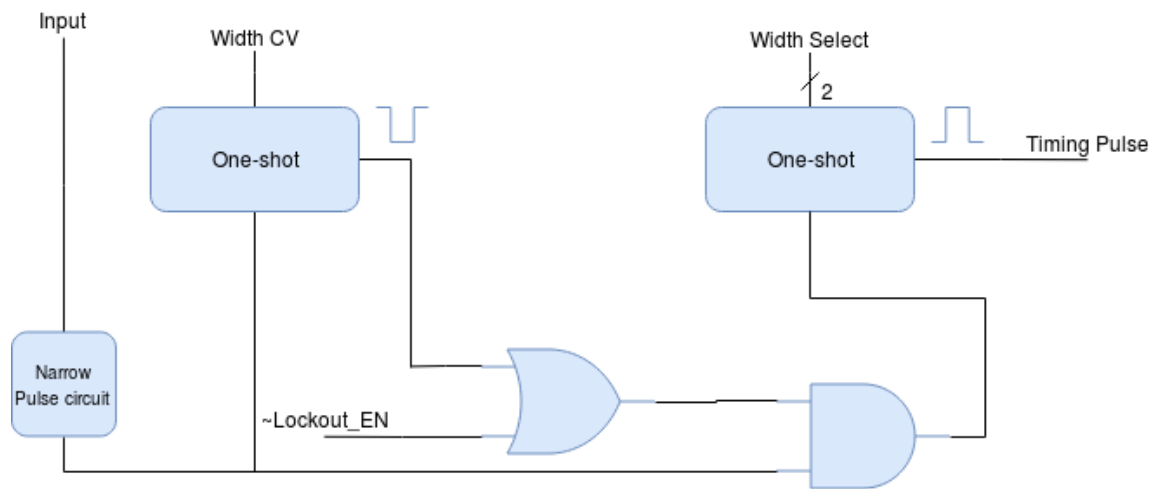 Input
Width CV
Width Select
2
One-shot
One-shot
Timing Pulse
Narrow
Pulse circuit
~Lockout_EN